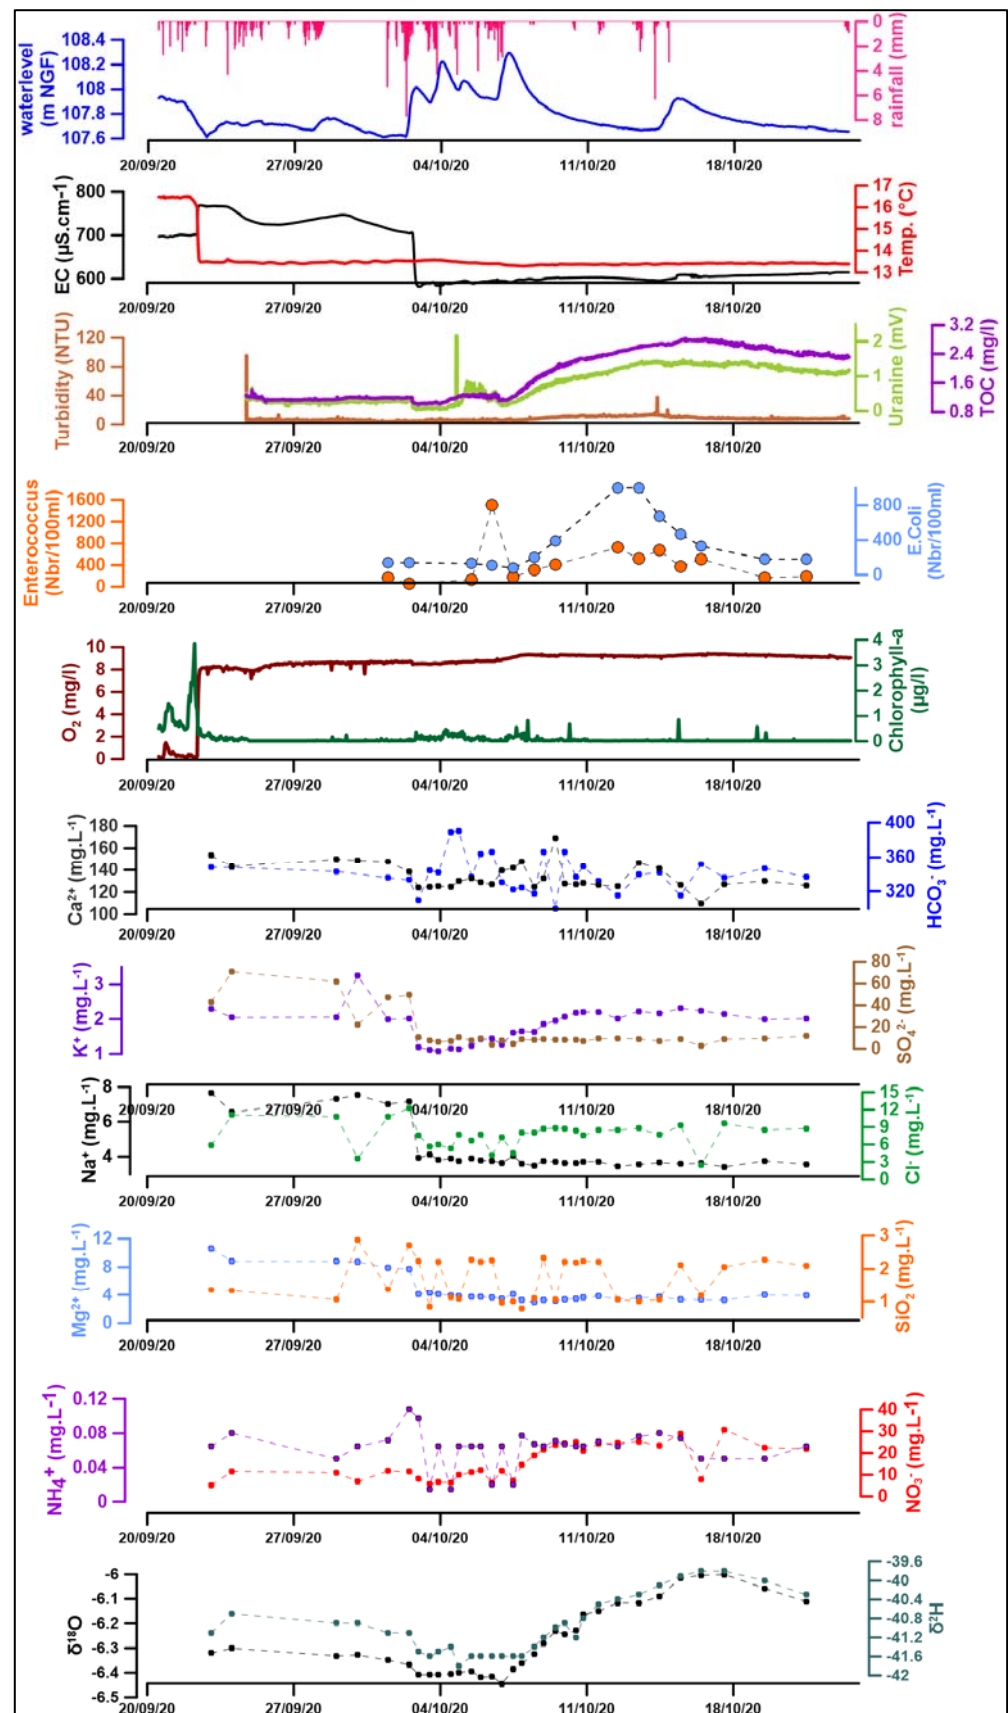 waterlevel
(m NGF)
108.4
108.2
108
107.8
107.6
0
2
4
6
8
rainfall (mm)
20/09/20 27/09/20 04/10/20 11/10/20 18/10/20
EC (µS.cm-1)
800
700
600
17
16
15
14
13
Temp. (°C)
20/09/20 27/09/20 04/10/20 11/10/20 18/10/20
Turbidity (NTU)
120
80
40
0
2
1
0
Uranine (mV)
3.2
2.4
1.6
0.8
TOC (mg/l)
20/09/20 27/09/20 04/10/20 11/10/20 18/10/20
Enterococcus
(Nbr/100ml)
1600
1200
800
400
0
800
400
0
E.Coli
(Nbr/100ml)
20/09/20 27/09/20 04/10/20 11/10/20 18/10/20
O₂ (mg/l)
10
8
6
4
2
0
4
3
2
1
0
Chlorophyll-a
(µg/l)
20/09/20 27/09/20 04/10/20 11/10/20 18/10/20
Ca²⁺ (mg.L⁻¹)
180
160
140
120
100
400
360
320
HCO₃⁻ (mg.L⁻¹)
20/09/20 27/09/20 04/10/20 11/10/20 18/10/20
K⁺ (mg.L⁻¹)
3
2
1
80
60
40
20
0
SO₄²⁻ (mg.L⁻¹)
20/09/20 27/09/20 04/10/20 11/10/20 18/10/20
Na⁺ (mg.L⁻¹)
8
6
4
15
12
9
6
3
0
Cl⁻ (mg.L⁻¹)
20/09/20 27/09/20 04/10/20 11/10/20 18/10/20
Mg²⁺ (mg.L⁻¹)
12
8
4
0
3
2
1
SiO₂ (mg.L⁻¹)
20/09/20 27/09/20 04/10/20 11/10/20 18/10/20
NH4⁺ (mg.L-1)
0.12
0.08
0.04
0
40
30
20
10
0
NO₃⁻ (mg.L⁻¹)
20/09/20 27/09/20 04/10/20 11/10/20 18/10/20
δ¹⁸O
-6
-6.1
-6.2
-6.3
-6.4
-6.5
-39.6
-40
-40.4
-40.8
-41.2
-41.6
-42
δ²H
20/09/20 27/09/20 04/10/20 11/10/20 18/10/20